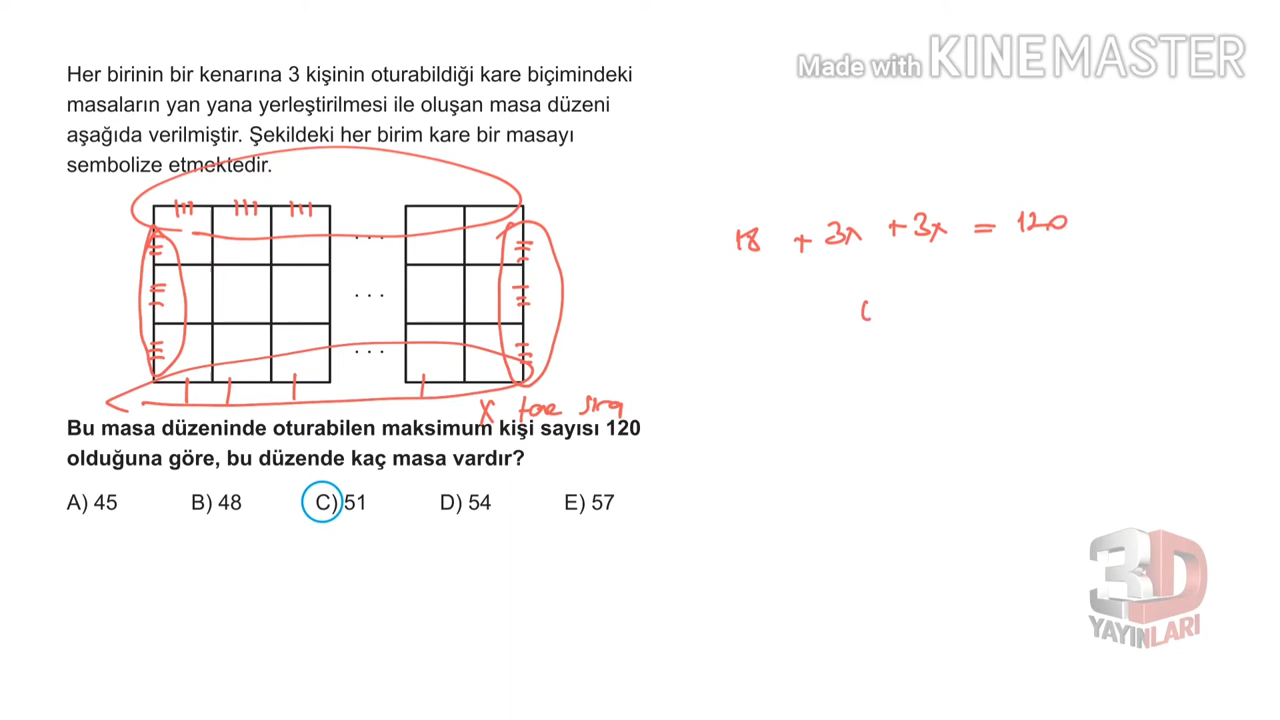 Made with KINEMASTER
Her birinin bir kenarına 3 kişinin oturabildiği kare biçimindeki
masaların yan yana yerleştirilmesi ile oluşan masa düzeni
aşağıda verilmiştir. Şekildeki her birim kare bir masayı
sembolize etmektedir.
18 + 3x + 3x = 120
(
. . .
. . .
. . .
x tane sıra
Bu masa düzeninde oturabilen maksimum kişi sayısı 120
olduğuna göre, bu düzende kaç masa vardır?
A) 45 B) 48 C) 51 D) 54 E) 57
3D
YAYINLARI